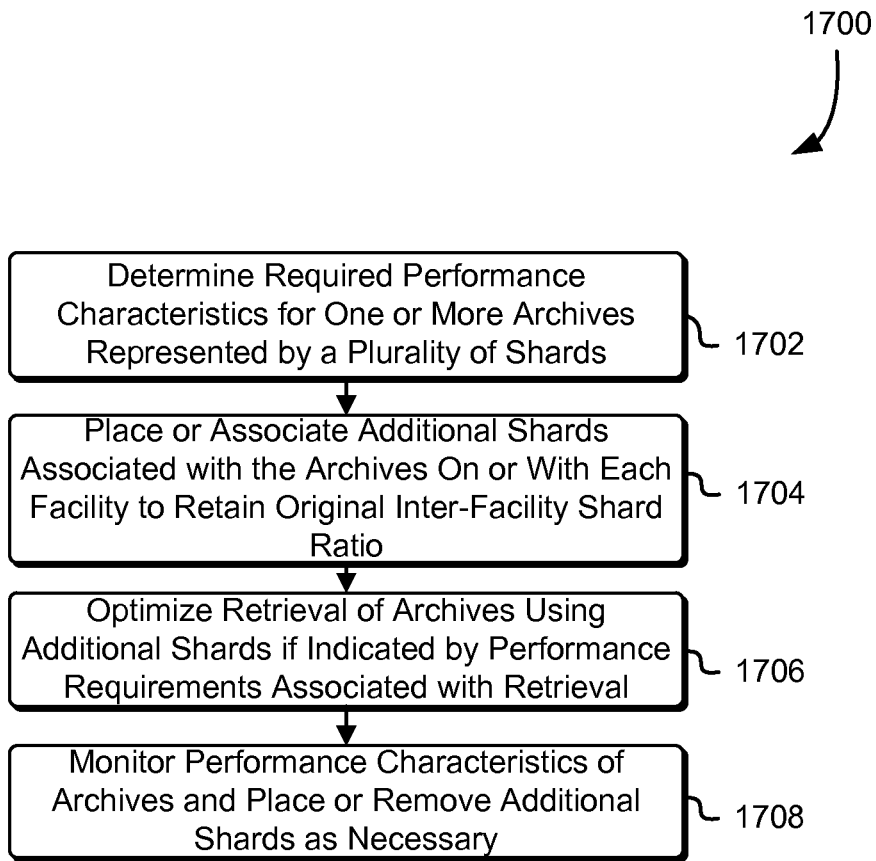 1700
Determine Required Performance
Characteristics for One or More Archives
Represented by a Plurality of Shards
1702
Place or Associate Additional Shards
Associated with the Archives On or With Each
Facility to Retain Original Inter-Facility Shard
Ratio
1704
Optimize Retrieval of Archives Using
Additional Shards if Indicated by Performance
Requirements Associated with Retrieval
1706
Monitor Performance Characteristics of
Archives and Place or Remove Additional
Shards as Necessary
1708